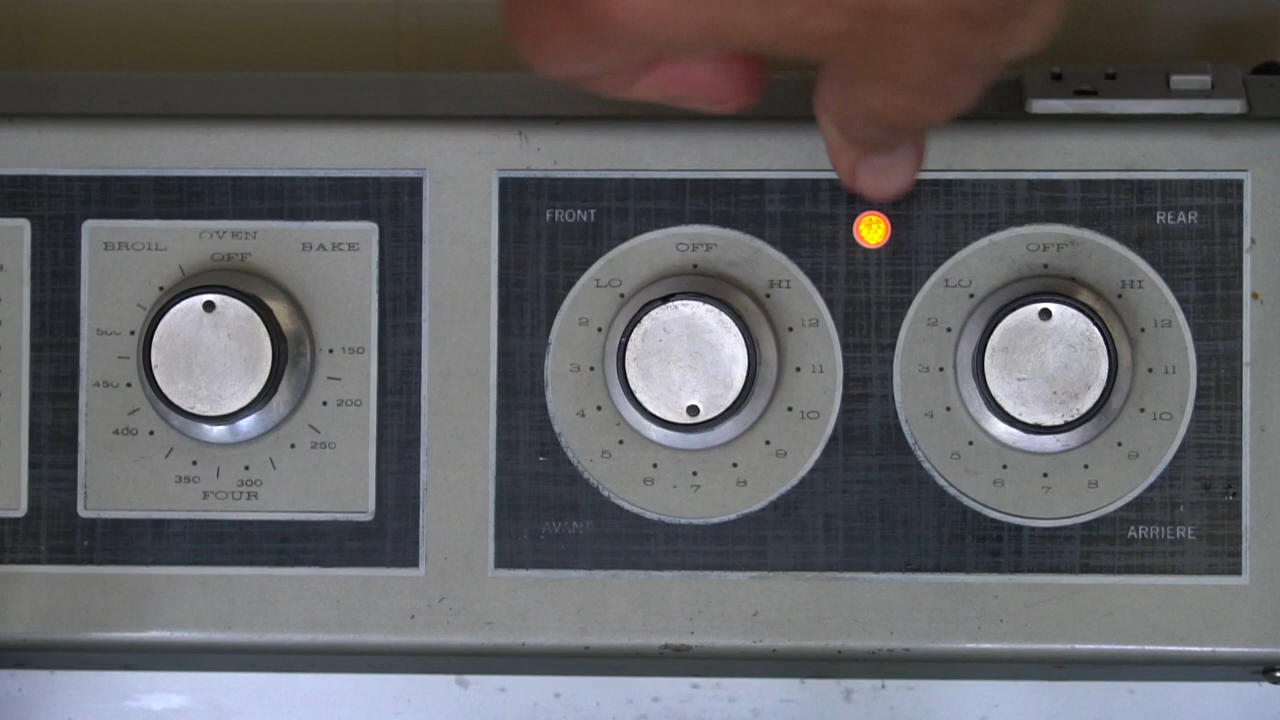 BROIL OVEN BAKE
OFF
500
450
400
350
300
250
200
150
FOUR
FRONT
OFF
LO HI
2 12
3 11
4 10
5 9
6 7 8
AVANT
REAR
OFF
LO HI
2 12
3 11
4 10
5 9
6 7 8
ARRIERE